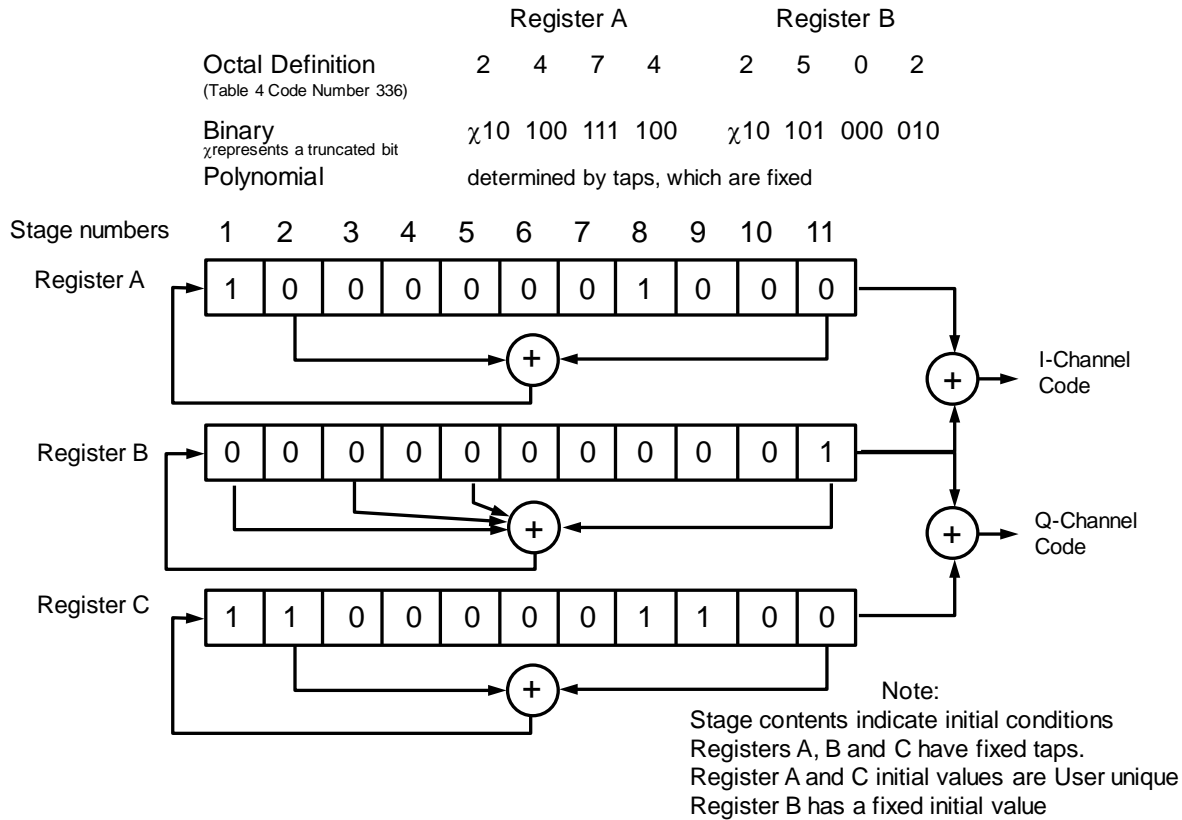 Register A Register B
Octal Definition 2 4 7 4 2 5 0 2
(Table 4 Code Number 336)
Binary χ10 100 111 100 χ10 101 000 010
χrepresents a truncated bit
Polynomial determined by taps, which are fixed
Stage numbers 1 2 3 4 5 6 7 8 9 10 11
Register A 1 0 0 0 0 0 0 1 0 0 0
+
+
I-Channel
Code
Register B 0 0 0 0 0 0 0 0 0 0 1
+
+
Q-Channel
Code
Register C 1 1 0 0 0 0 0 1 1 0 0
+
Note:
Stage contents indicate initial conditions
Registers A, B and C have fixed taps.
Register A and C initial values are User unique
Register B has a fixed initial value